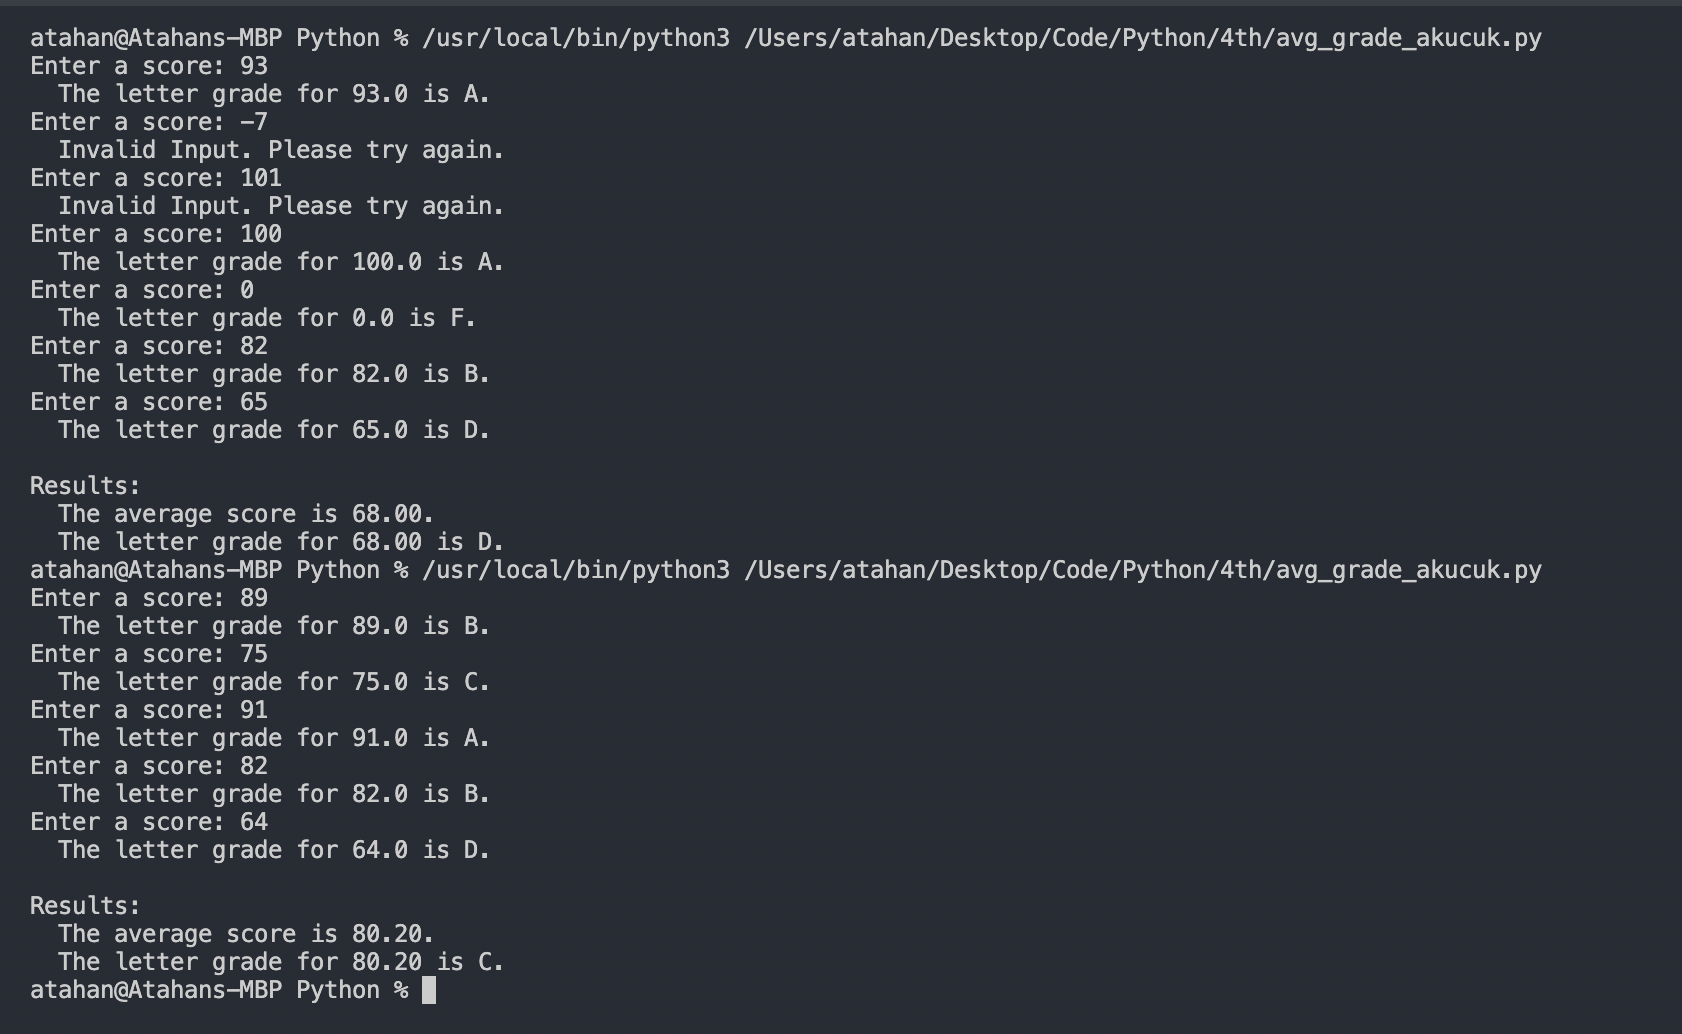 atahan@Atahans-MBP Python % /usr/local/bin/python3 /Users/atahan/Desktop/Code/Python/4th/avg_grade_akucuk.py
Enter a score: 93
  The letter grade for 93.0 is A.
Enter a score: -7
  Invalid Input. Please try again.
Enter a score: 101
  Invalid Input. Please try again.
Enter a score: 100
  The letter grade for 100.0 is A.
Enter a score: 0
  The letter grade for 0.0 is F.
Enter a score: 82
  The letter grade for 82.0 is B.
Enter a score: 65
  The letter grade for 65.0 is D.

Results:
  The average score is 68.00.
  The letter grade for 68.00 is D.
atahan@Atahans-MBP Python % /usr/local/bin/python3 /Users/atahan/Desktop/Code/Python/4th/avg_grade_akucuk.py
Enter a score: 89
  The letter grade for 89.0 is B.
Enter a score: 75
  The letter grade for 75.0 is C.
Enter a score: 91
  The letter grade for 91.0 is A.
Enter a score: 82
  The letter grade for 82.0 is B.
Enter a score: 64
  The letter grade for 64.0 is D.

Results:
  The average score is 80.20.
  The letter grade for 80.20 is C.
atahan@Atahans-MBP Python %